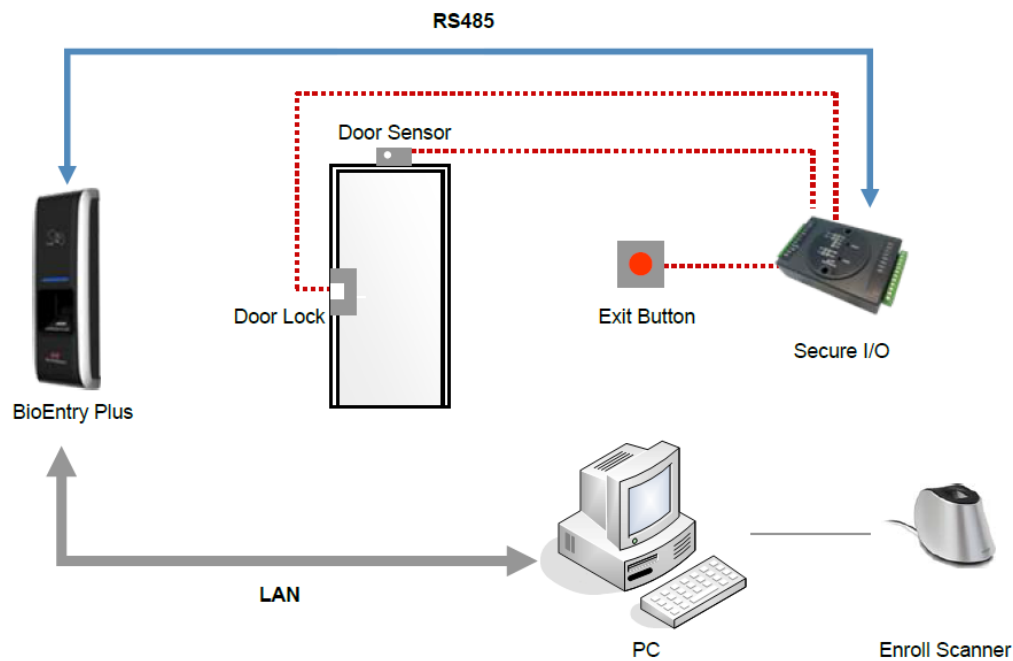 RS485
Door Sensor
Door Lock
Exit Button
Secure I/O
BioEntry Plus
LAN
PC
Enroll Scanner